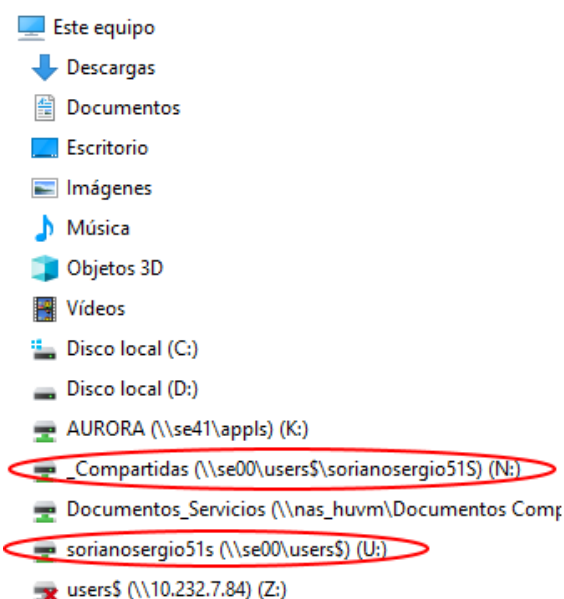 Este equipo
Descargas
Documentos
Escritorio
Imágenes
Música
Objetos 3D
Vídeos
Disco local (C:)
Disco local (D:)
AURORA (\\se41\appls) (K:)
_Compartidas (\\se00\users$\sorianosergio51S) (N:)
Documentos_Servicios (\\nas_huvm\Documentos Comp
sorianosergio51s (\\se00\users$) (U:)
users$ (\\10.232.7.84) (Z:)